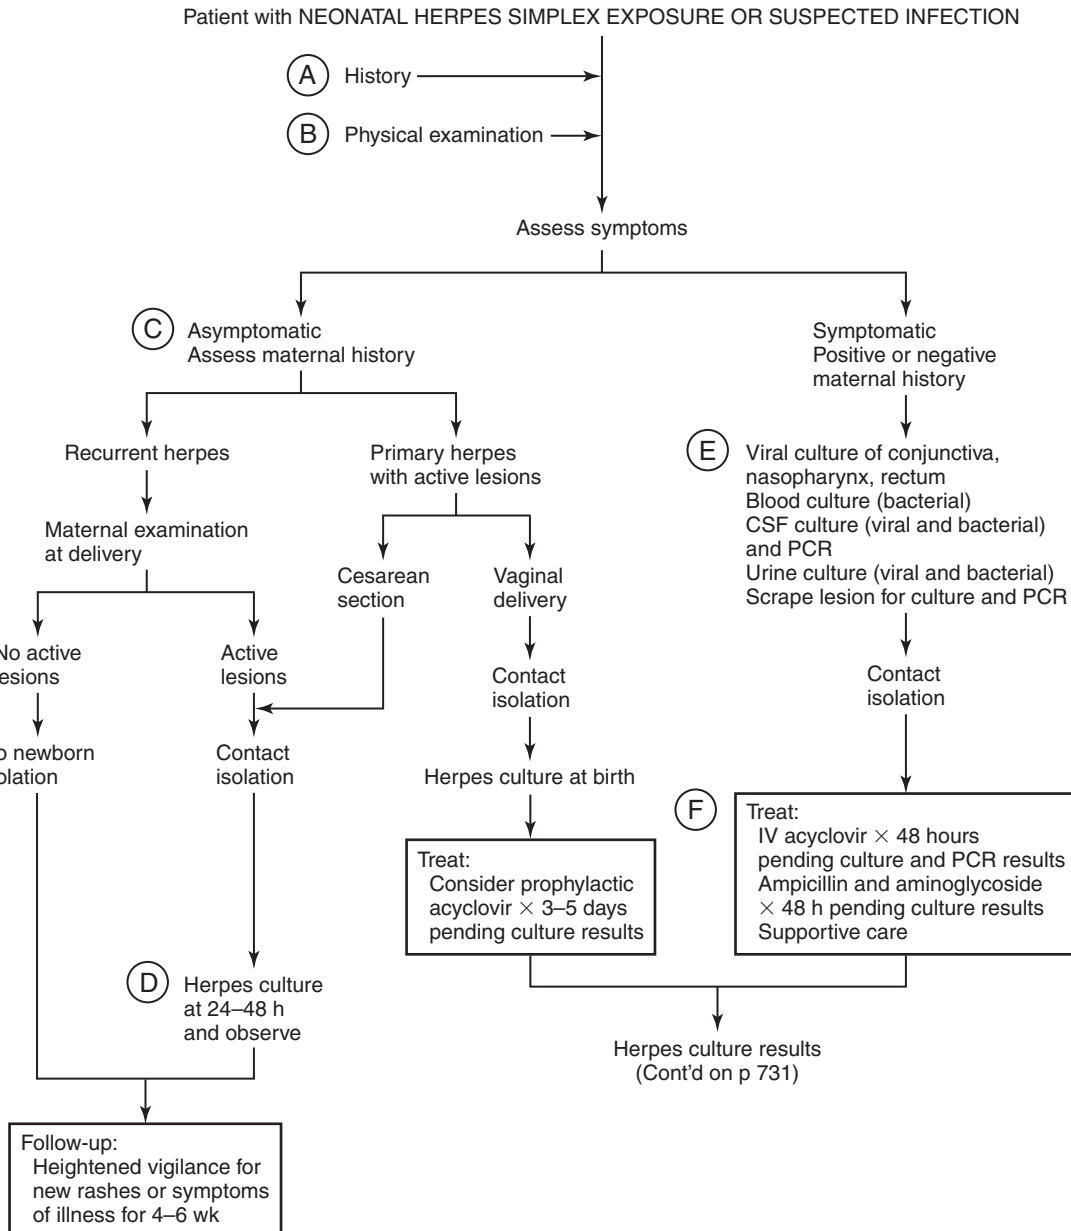 Patient with NEONATAL HERPES SIMPLEX EXPOSURE OR SUSPECTED INFECTION
A History
B Physical examination
Assess symptoms
C Asymptomatic
Assess maternal history
Symptomatic
Positive or negative
maternal history
Recurrent herpes
Primary herpes
with active lesions
E Viral culture of conjunctiva,
nasopharynx, rectum
Blood culture (bacterial)
CSF culture (viral and bacterial)
and PCR
Urine culture (viral and bacterial)
Scrape lesion for culture and PCR
Maternal examination
at delivery
Cesarean
section
Vaginal
delivery
No active
lesions
Active
lesions
Contact
isolation
Contact
isolation
newborn
Contact
isolation
Herpes culture at birth
F Treat:
IV acyclovir × 48 hours
pending culture and PCR results
Ampicillin and aminoglycoside
× 48 h pending culture results
Supportive care
Treat:
Consider prophylactic
acyclovir × 3–5 days
pending culture results
D Herpes culture
at 24–48 h
and observe
Herpes culture results
(Cont'd on p 731)
Follow-up:
Heightened vigilance for
new rashes or symptoms
of illness for 4–6 wk